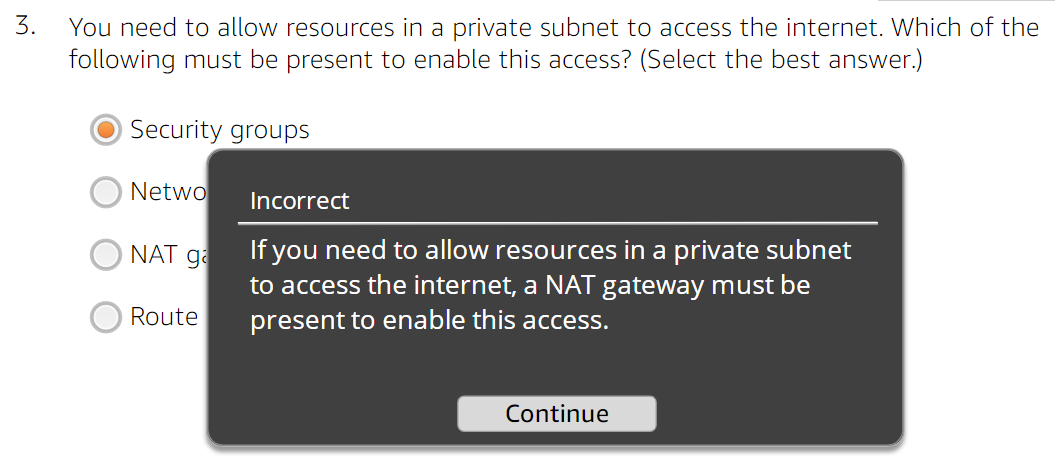 3. You need to allow resources in a private subnet to access the internet. Which of the
following must be present to enable this access? (Select the best answer.)
Security groups
Netwo
NAT ga
Route
Incorrect
If you need to allow resources in a private subnet
to access the internet, a NAT gateway must be
present to enable this access.
Continue